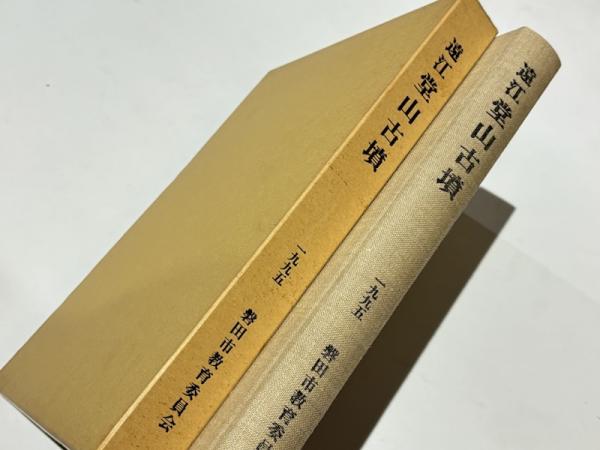 遠江堂山古墳
一九九五
磐田市教育委員会
遠江堂山古墳
一九九五
磐田市教育委員